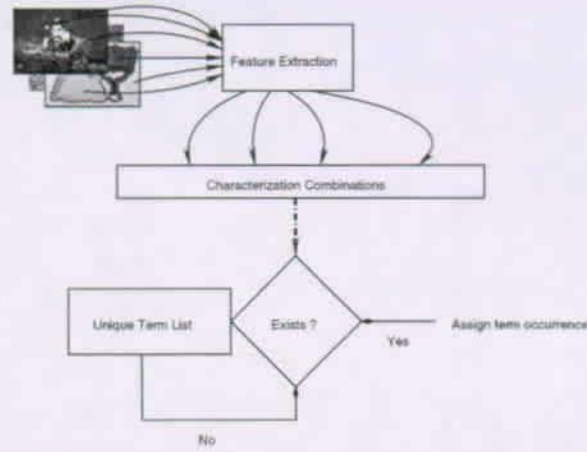 Feature Extraction
Characterization Combinations
Unique Term List
Exists ?
Assign term occurrence
Yes
No